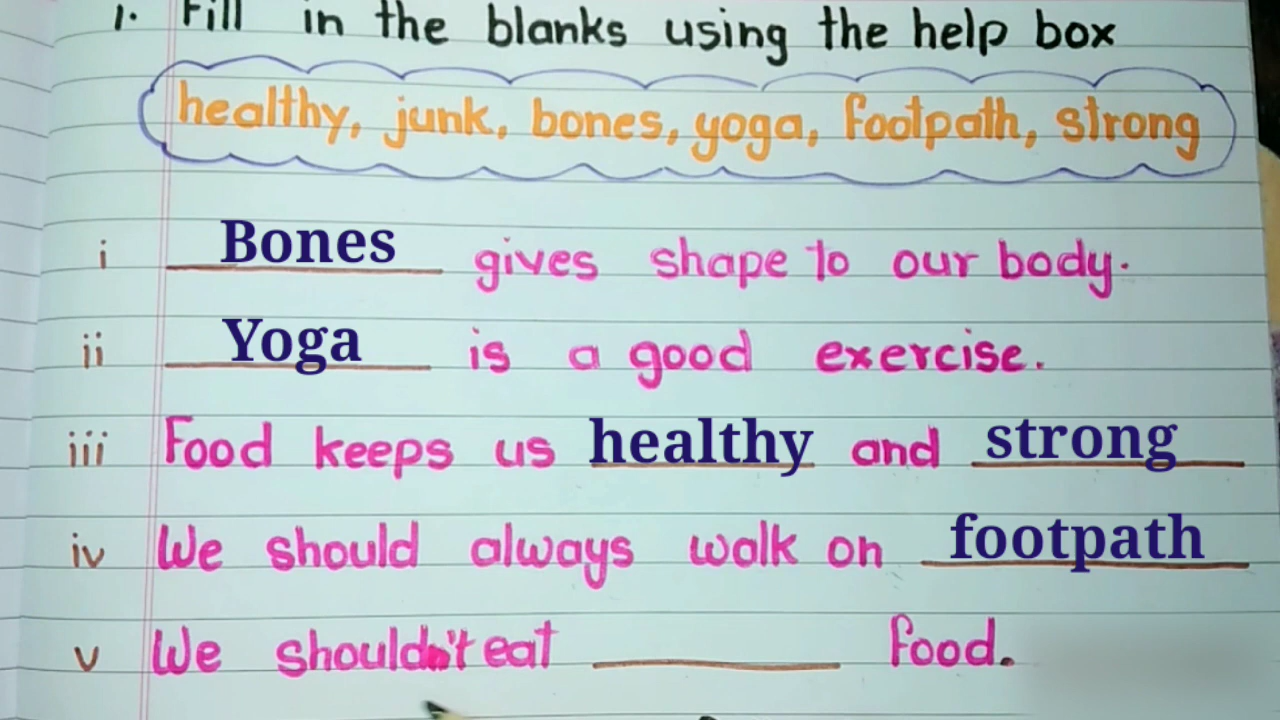 1. Fill in the blanks using the help box
healthy, junk, bones, yoga, footpath, strong
i Bones gives shape to our body.
ii Yoga is a good exercise.
iii Food keeps us healthy and strong
iv We should always walk on footpath
v We shouldn't eat ________ food.